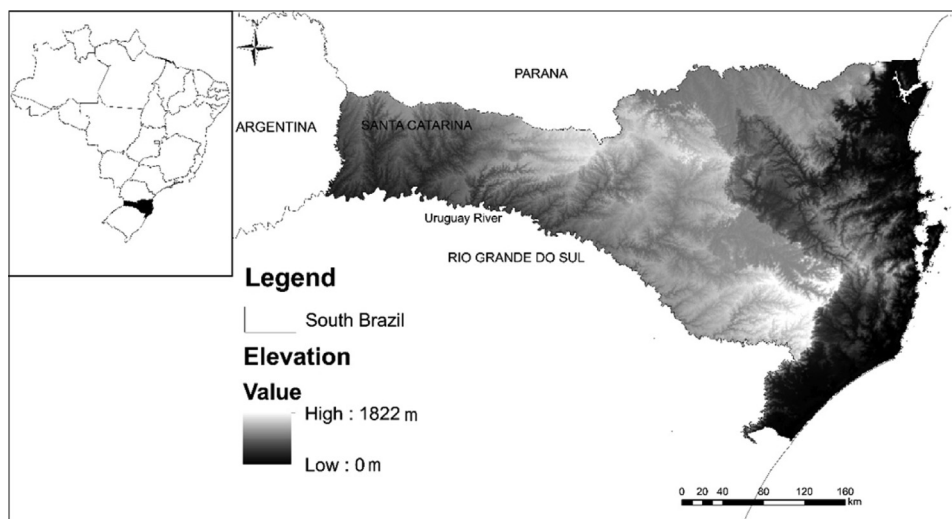 PARANA
ARGENTINA
SANTA CATARINA
Uruguay River
RIO GRANDE DO SUL
Legend
South Brazil
Elevation
Value
High : 1822 m
Low : 0 m
0 20 40 80 120 160
km